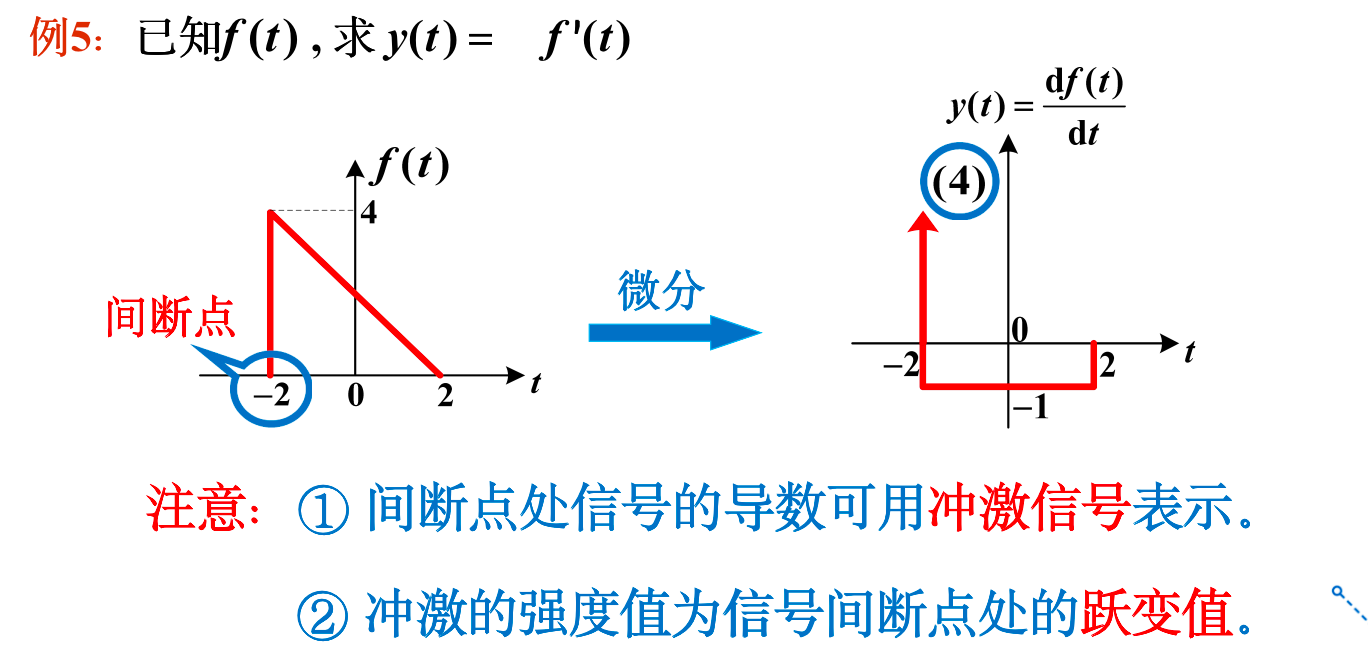 例5: 已知f(t),求 y(t) = f'(t)
y(t) = df(t)/dt
f(t)
4
间断点
−2
0
2
t
微分
(4)
0
−2
2
t
−1
注意: ① 间断点处信号的导数可用冲激信号表示。
② 冲激的强度值为信号间断点处的跃变值。